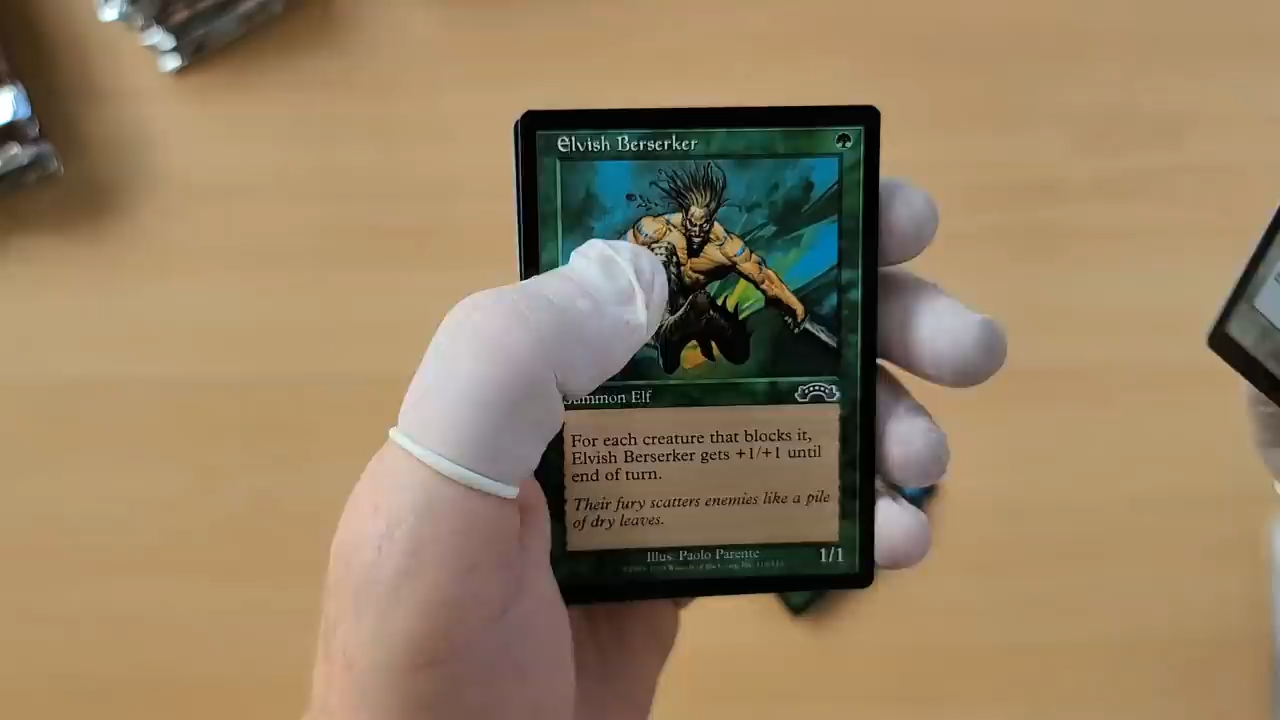 Elvish Berserker
Summon Elf
For each creature that blocks it,
Elvish Berserker gets +1/+1 until
end of turn.
Their fury scatters enemies like a pile
of dry leaves.
Illus. Paolo Parente
1/1